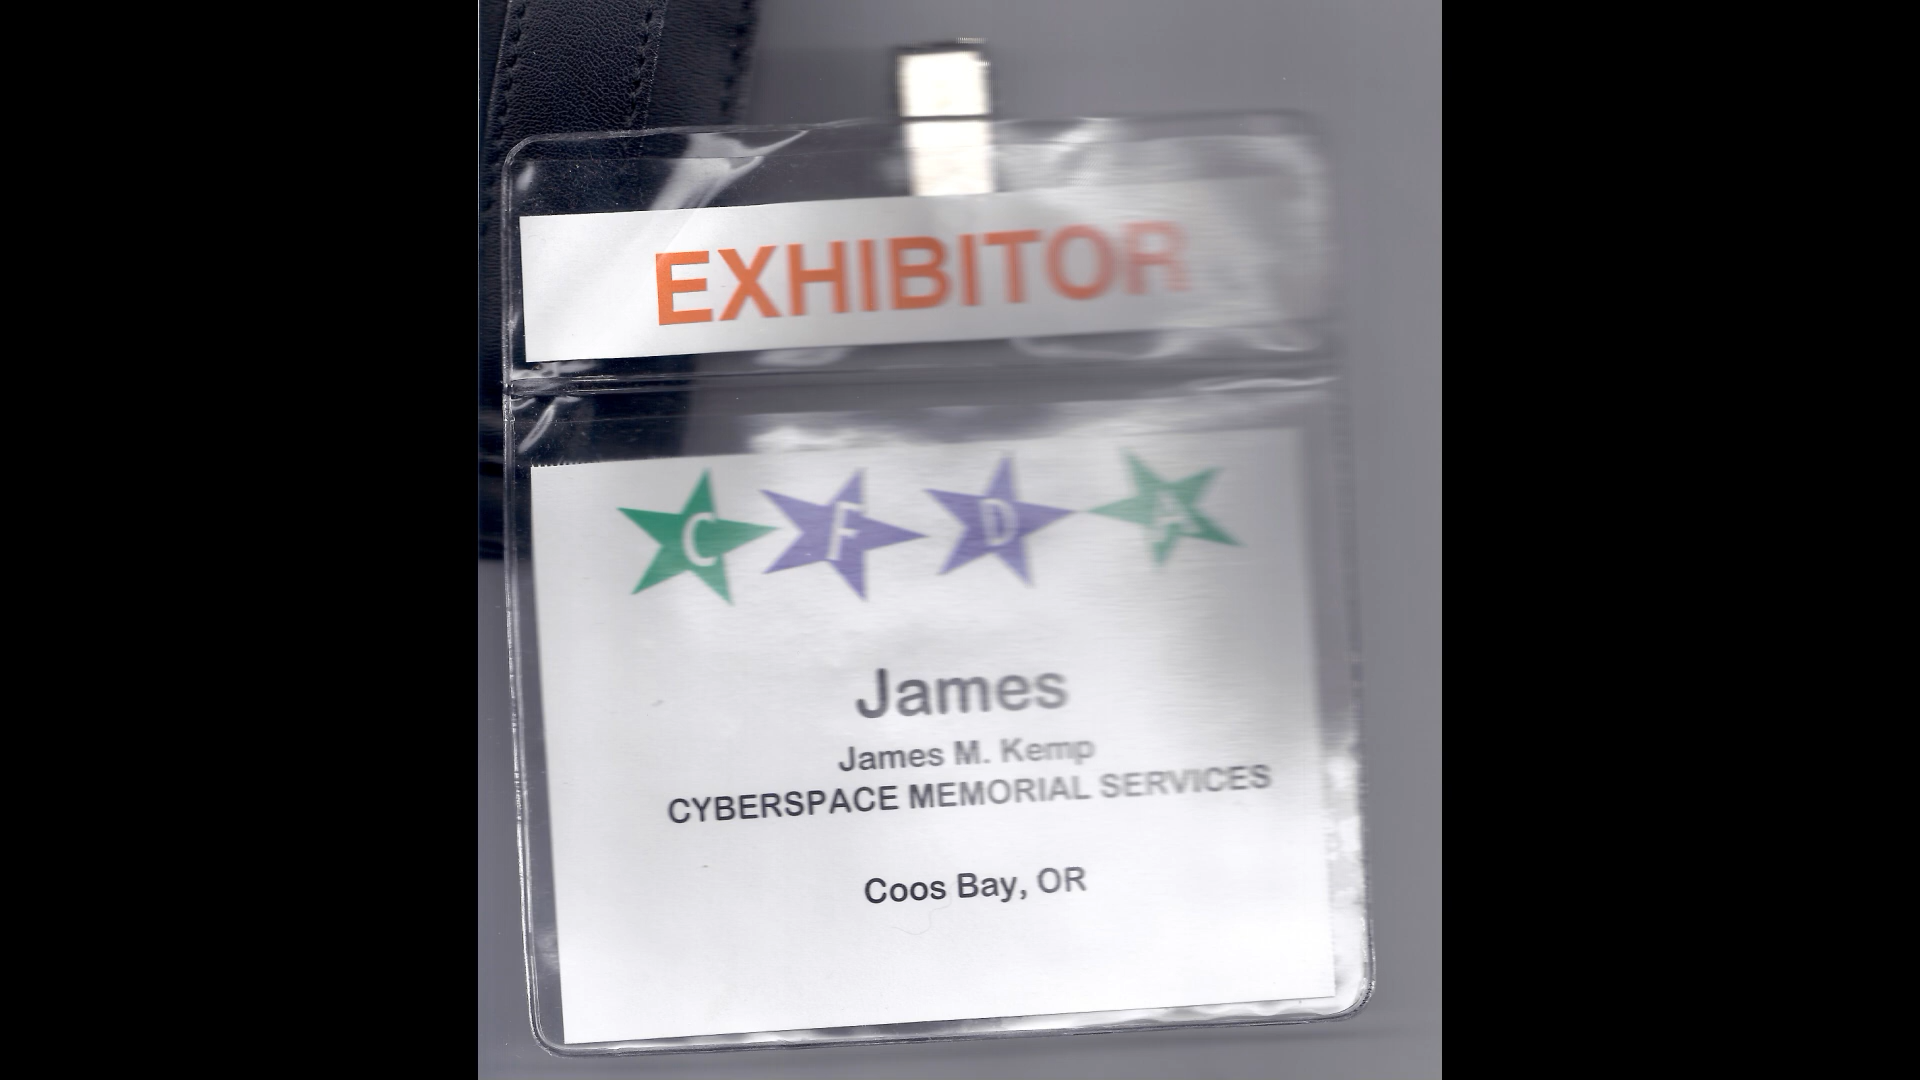 EXHIBITOR
C F D A
James
James M. Kemp
CYBERSPACE MEMORIAL SERVICES
Coos Bay, OR